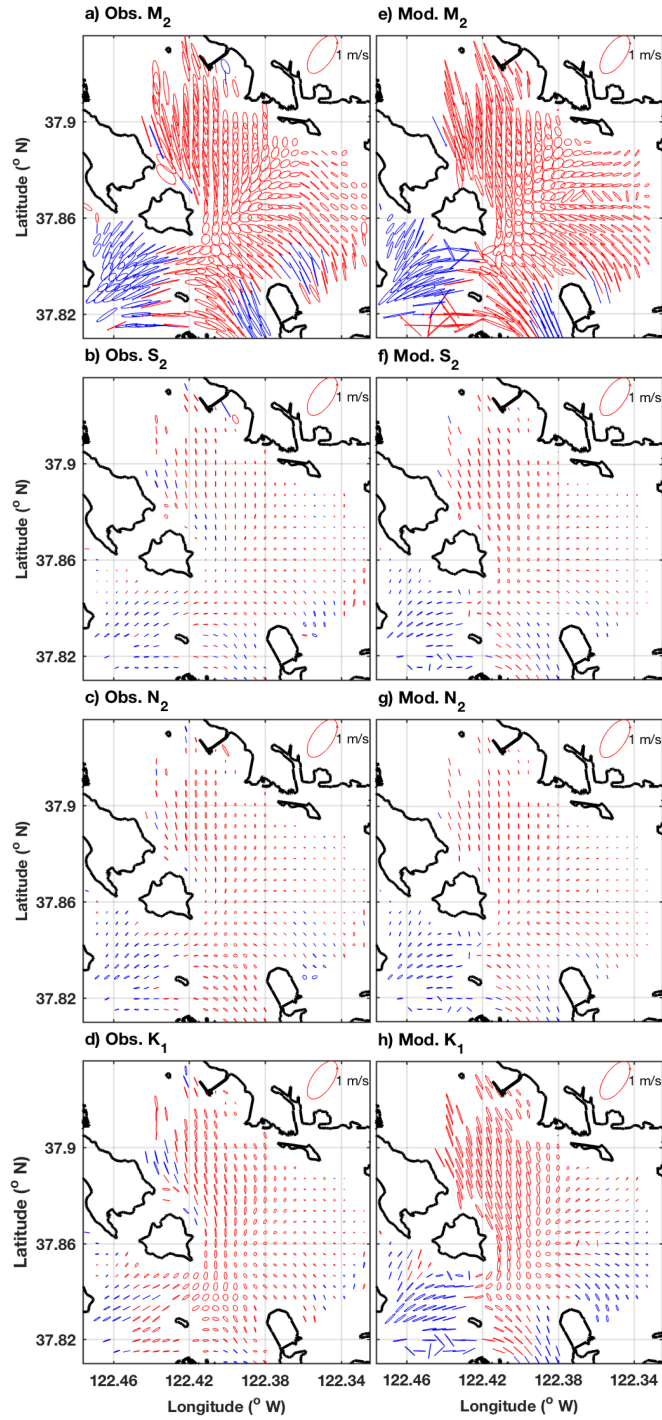 a) Obs. M2
e) Mod. M2
1 m/s
1 m/s
37.9
37.86
37.82
Latitude (° N)
b) Obs. S2
f) Mod. S2
1 m/s
1 m/s
37.9
37.86
37.82
Latitude (° N)
c) Obs. N2
g) Mod. N2
1 m/s
1 m/s
37.9
37.86
37.82
Latitude (° N)
d) Obs. K1
h) Mod. K1
1 m/s
1 m/s
37.9
37.86
37.82
Latitude (° N)
122.46 122.42 122.38 122.34 122.46 122.42 122.38 122.34
Longitude (° W) Longitude (° W)